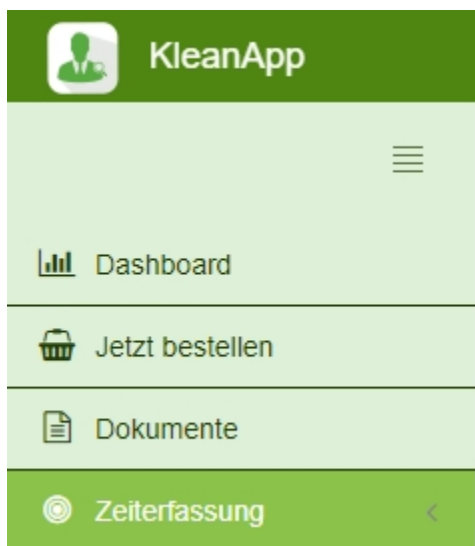 KleanApp
Dashboard
Jetzt bestellen
Dokumente
Zeiterfassung